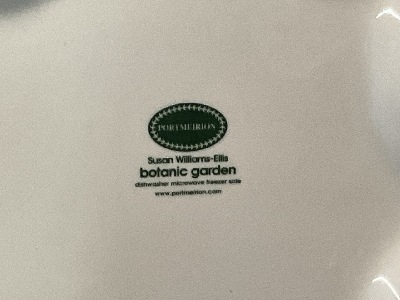 PORTMEIRION
Susan Williams-Ellis
botanic garden
dishwasher microwave freezer safe
www.portmeirion.com